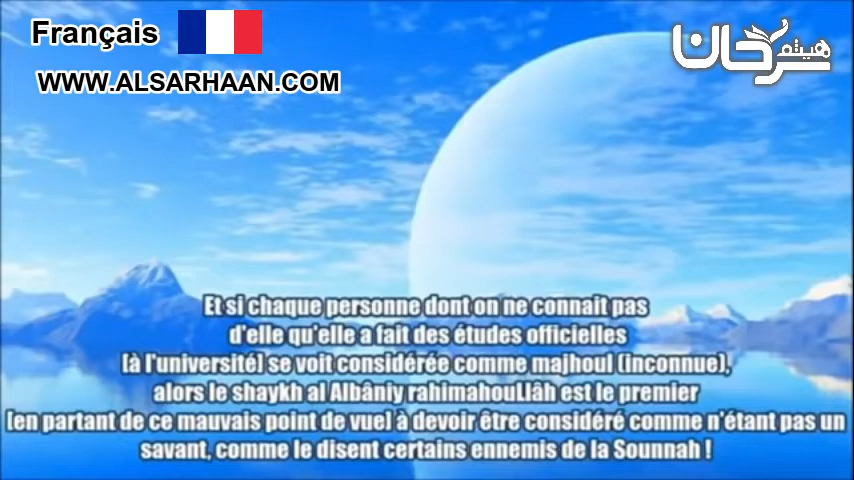 Français
هيثم سرحان
WWW.ALSARHAAN.COM
Et si chaque personne dont on ne connait pas
d'elle qu'elle a fait des études officielles
[à l'université] se voit considérée comme majhoul (inconnue),
alors le shaykh al Albâniy rahimahouLlâh est le premier
[en partant de ce mauvais point de vue] à devoir être considéré comme n'étant pas un
savant, comme le disent certains ennemis de la Sounnah !